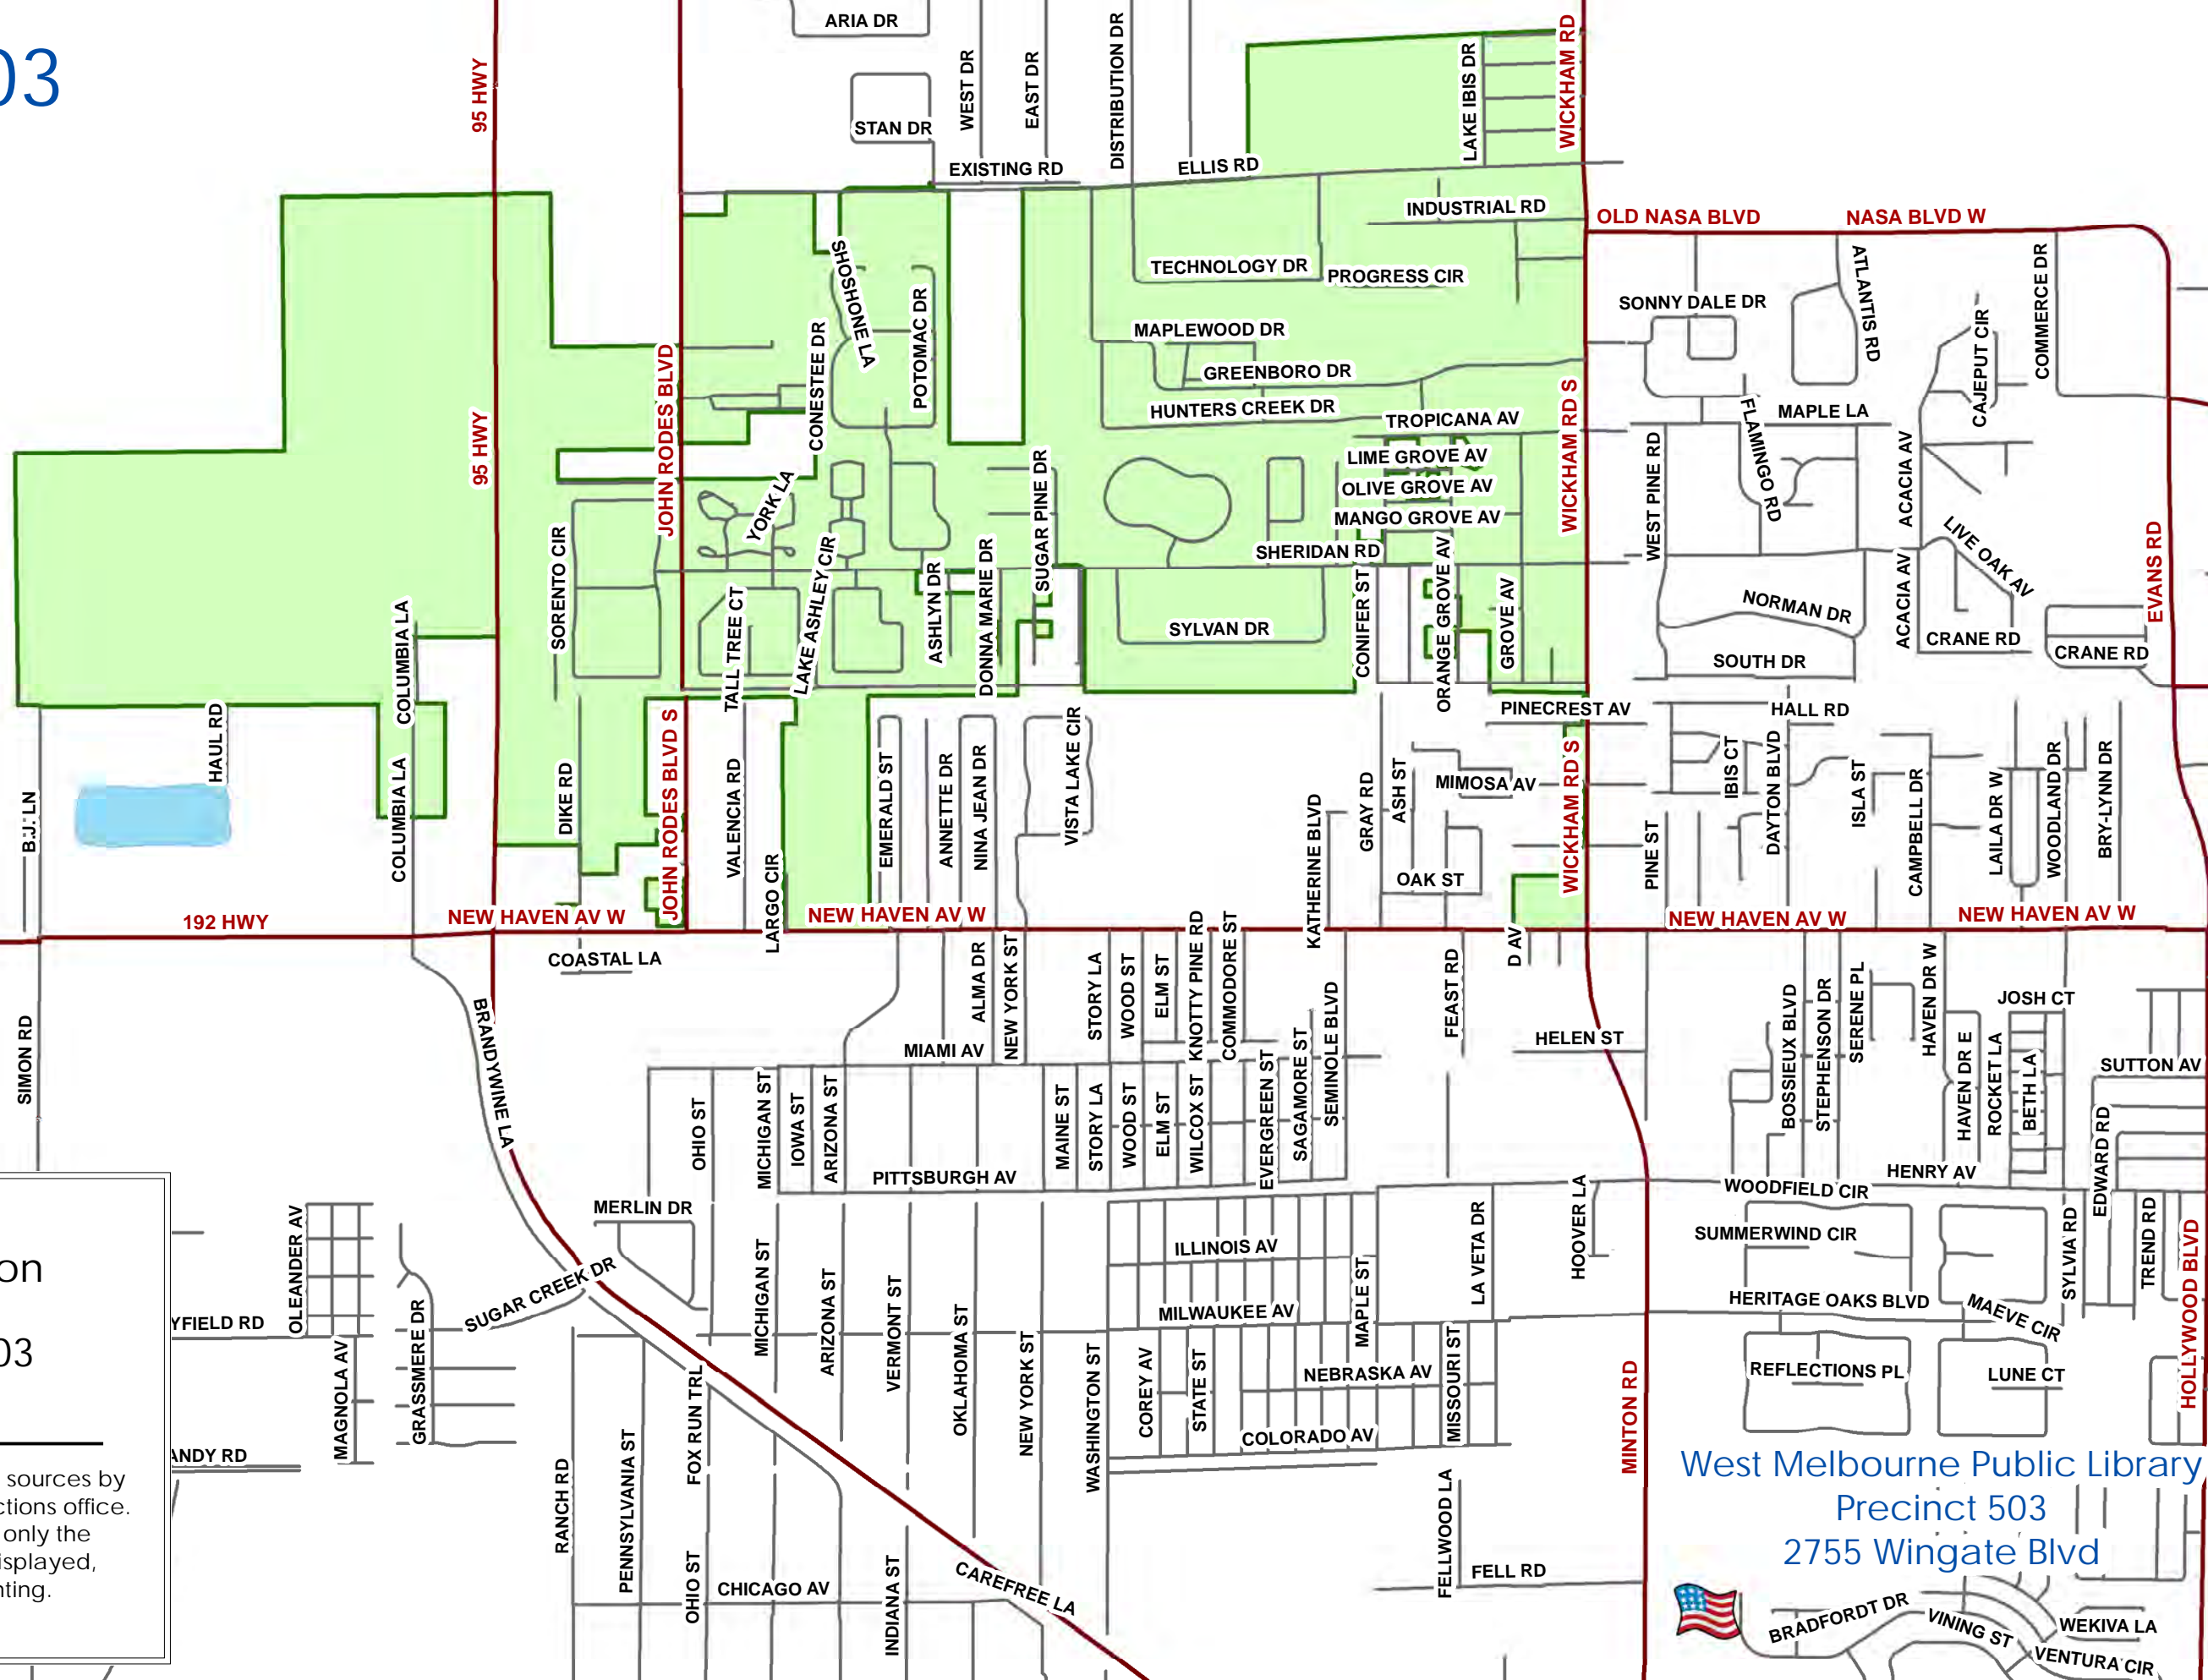 03
95 HWY
ARIA DR
STAN DR
WEST DR
EAST DR
DISTRIBUTION DR
EXISTING RD
ELLIS RD
LAKE IBIS DR
WICKHAM RD
INDUSTRIAL RD
OLD NASA BLVD
NASA BLVD W
TECHNOLOGY DR
PROGRESS CIR
SHOSHONE LA
POTOMAC DR
CONESTEE DR
MAPLEWOOD DR
GREENBORO DR
HUNTERS CREEK DR
TROPICANA AV
SONNY DALE DR
ATLANTIS RD
CAJEPUT CIR
COMMERCE DR
95 HWY
JOHN RODES BLVD
WICKHAM RD S
MAPLE LA
FLAMINGO RD
WEST PINE RD
ACACIA AV
LIME GROVE AV
OLIVE GROVE AV
MANGO GROVE AV
SHERIDAN RD
YORK LA
LAKE ASHLEY CIR
SUGAR PINE DR
SORENTO CIR
TALL TREE CT
ASHLYN DR
DONNA MARIE DR
SYLVAN DR
CONIFER ST
ORANGE GROVE AV
GROVE AV
LIVE OAK AV
EVANS RD
NORMAN DR
ACACIA AV
CRANE RD
CRANE RD
SOUTH DR
COLUMBIA LA
HAUL RD
B.J. LN
COLUMBIA LA
DIKE RD
JOHN RODES BLVD S
VALENCIA RD
LARGO CIR
EMERALD ST
ANNETTE DR
NINA JEAN DR
VISTA LAKE CIR
PINECREST AV
HALL RD
KATHERINE BLVD
GRAY RD
ASH ST
MIMOSA AV
OAK ST
WICKHAM RD S
PINE ST
IBIS CT
DAYTON BLVD
ISLA ST
CAMPBELL DR
LAILA DR W
WOODLAND DR
BRY-LYNN DR
192 HWY
NEW HAVEN AV W
NEW HAVEN AV W
NEW HAVEN AV W
NEW HAVEN AV W
COASTAL LA
SIMON RD
BRANDYWINE LA
ALMA DR
NEW YORK ST
STORY LA
WOOD ST
ELM ST
KNOTTY PINE RD
COMMODORE ST
SEMINOLE BLVD
FEAST RD
D AV
HELEN ST
BOSSIEUX BLVD
STEPHENSON DR
SERENE PL
HAVEN DR W
HAVEN DR E
ROCKET LA
JOSH CT
BETH LA
SUTTON AV
EDWARD RD
MIAMI AV
OHIO ST
MICHIGAN ST
IOWA ST
ARIZONA ST
MAINE ST
STORY LA
WOOD ST
ELM ST
WILCOX ST
EVERGREEN ST
SAGAMORE ST
PITTSBURGH AV
HENRY AV
WOODFIELD CIR
SUMMERWIND CIR
MERLIN DR
SUGAR CREEK DR
OLEANDER AV
YFIELD RD
MAGNOLA AV
GRASSMERE DR
ANDY RD
MICHIGAN ST
ARIZONA ST
VERMONT ST
OKLAHOMA ST
NEW YORK ST
WASHINGTON ST
ILLINOIS AV
MILWAUKEE AV
MAPLE ST
LA VETA DR
HOOVER LA
COREY AV
STATE ST
NEBRASKA AV
MISSOURI ST
COLORADO AV
MINTON RD
HERITAGE OAKS BLVD
MAEVE CIR
SYLVIA RD
TREND RD
HOLLYWOOD BLVD
REFLECTIONS PL
LUNE CT
RANCH RD
PENNSYLVANIA ST
FOX RUN TRL
OHIO ST
CHICAGO AV
INDIANA ST
CAREFREE LA
FELLWOOD LA
FELL RD
West Melbourne Public Library
Precinct 503
2755 Wingate Blvd
BRADFORDT DR
VINING ST
WEKIVA LA
VENTURA CIR
on
03
sources by
ctions office.
only the
isplayed,
nting.